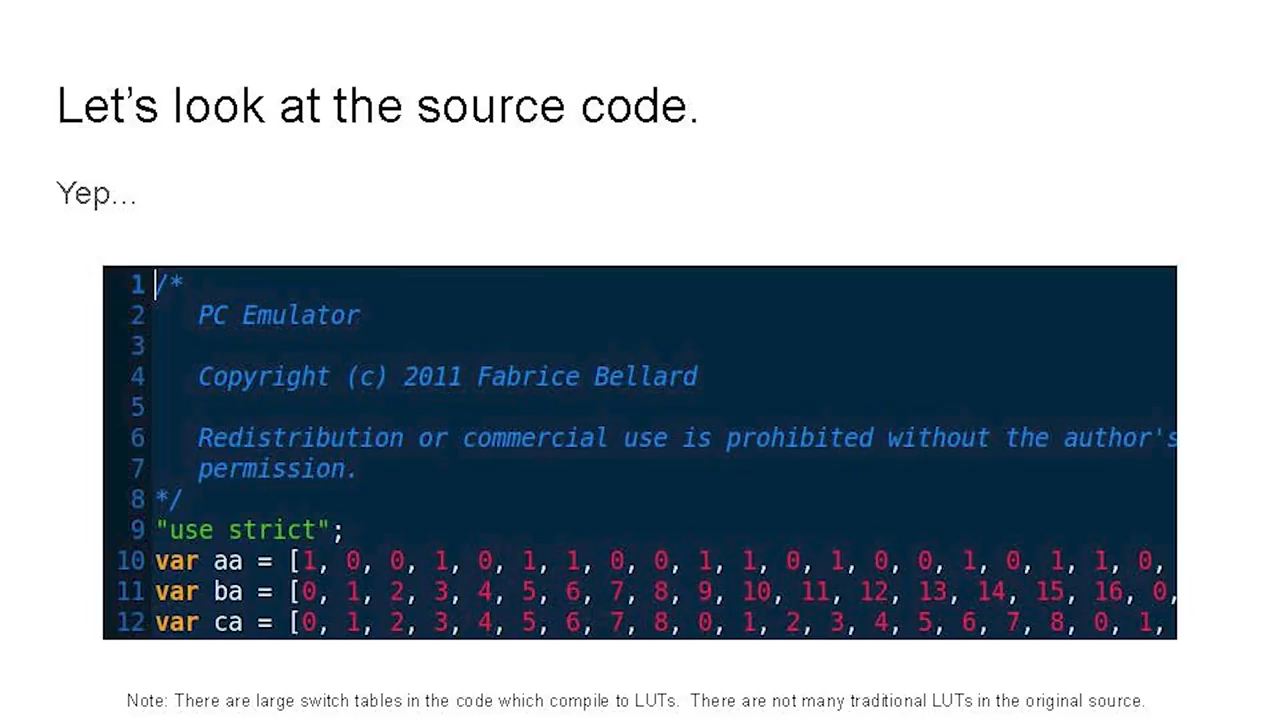 Let’s look at the source code.
Yep...
1 /*
2 PC Emulator
3
4 Copyright (c) 2011 Fabrice Bellard
5
6 Redistribution or commercial use is prohibited without the author's
7 permission.
8 */
9 "use strict";
10 var aa = [1, 0, 0, 1, 0, 1, 1, 0, 0, 1, 1, 0, 1, 0, 0, 1, 0, 1, 1, 0,
11 var ba = [0, 1, 2, 3, 4, 5, 6, 7, 8, 9, 10, 11, 12, 13, 14, 15, 16, 0,
12 var ca = [0, 1, 2, 3, 4, 5, 6, 7, 8, 0, 1, 2, 3, 4, 5, 6, 7, 8, 0, 1,
Note: There are large switch tables in the code which compile to LUTs. There are not many traditional LUTs in the original source.